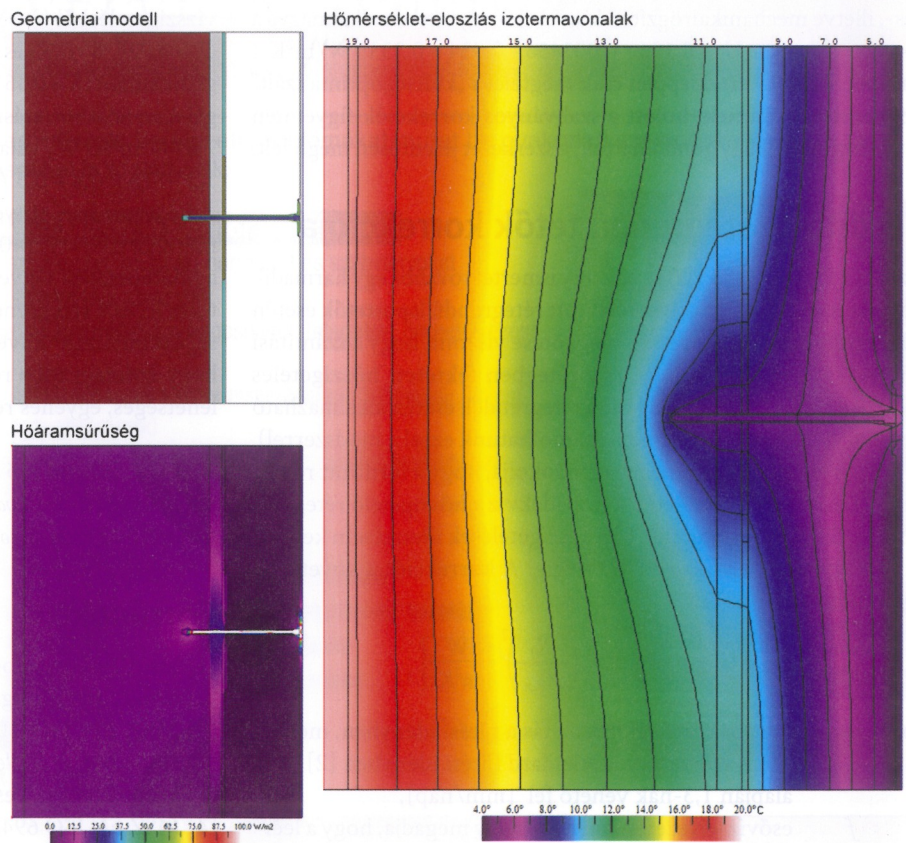 Geometriai modell
Hőmérséklet-eloszlás izotermavonalak
19.0 17.0 15.0 13.0 11.0 9.0 7.0 5.0
Hőáramsűrűség
0.0 12.5 25.0 37.5 50.0 62.5 75.0 87.5 100.0 W/m2
4.0° 6.0° 8.0° 10.0° 12.0° 14.0° 16.0° 18.0° 20.0°C